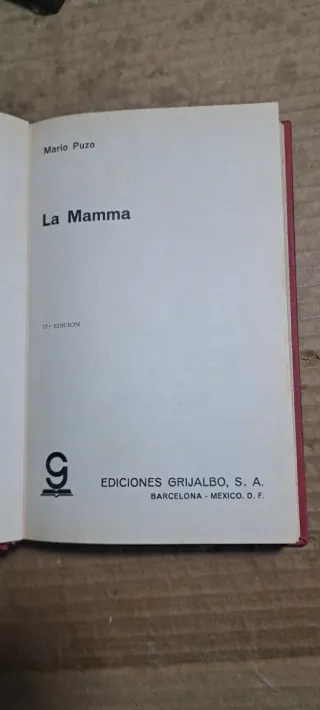 Mario Puzo
La Mamma
17.ª EDICION
EDICIONES GRIJALBO, S. A.
BARCELONA - MEXICO. D. F.